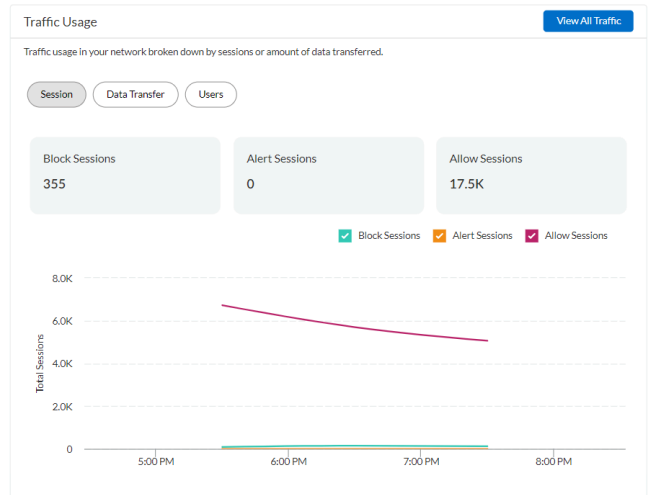 Traffic Usage
View All Traffic
Traffic usage in your network broken down by sessions or amount of data transferred.
Session
Data Transfer
Users
Block Sessions
355
Alert Sessions
0
Allow Sessions
17.5K
Block Sessions
Alert Sessions
Allow Sessions
Total Sessions
8.0K
6.0K
4.0K
2.0K
0
5:00 PM
6:00 PM
7:00 PM
8:00 PM